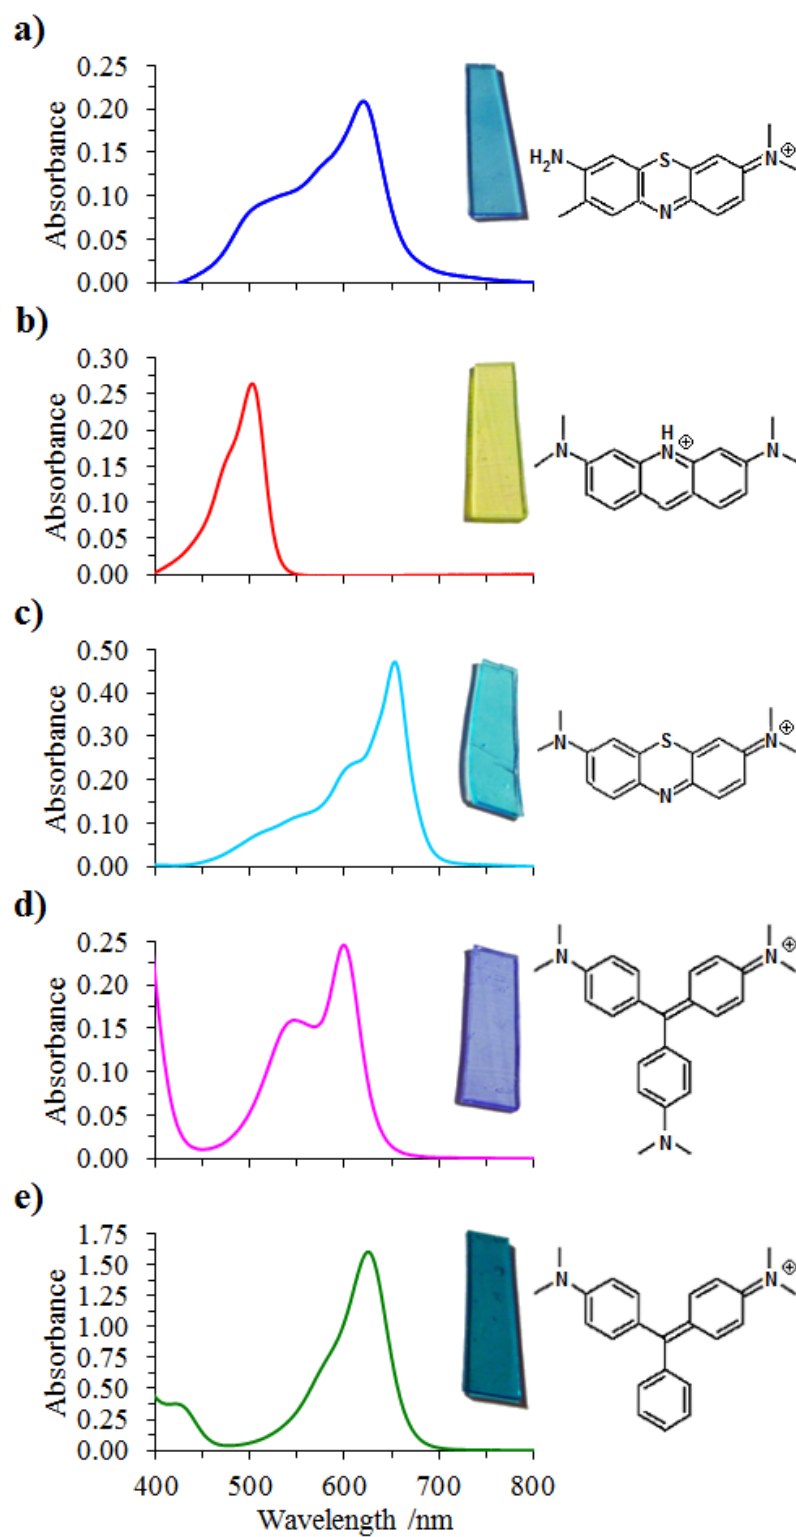 a)
0.25
0.20
0.15
0.10
0.05
0.00
Absorbance
H2N
S
N
N
⊕
b)
0.30
0.25
0.20
0.15
0.10
0.05
0.00
Absorbance
N
H
N
⊕
N
c)
0.50
0.40
0.30
0.20
0.10
0.00
Absorbance
N
S
N
N
⊕
d)
0.25
0.20
0.15
0.10
0.05
0.00
Absorbance
N
N
⊕
N
e)
1.75
1.50
1.25
1.00
0.75
0.50
0.25
0.00
Absorbance
N
N
⊕
400 500 600 700 800
Wavelength /nm